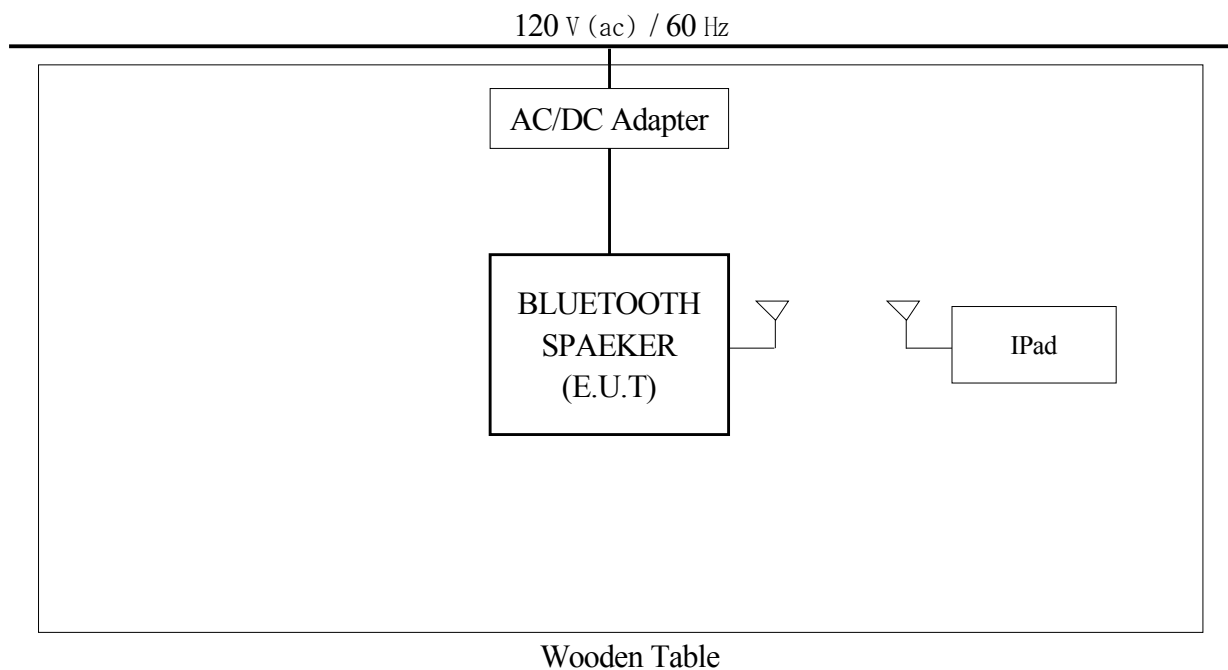 120 V (ac) / 60 Hz
AC/DC Adapter
BLUETOOTH
SPAEKER
(E.U.T)
IPad
Wooden Table